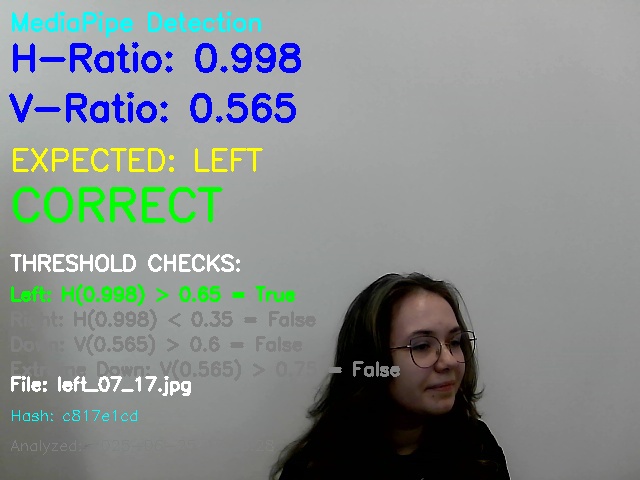 MediaPipe Detection
H-Ratio: 0.998
V-Ratio: 0.565
EXPECTED: LEFT
CORRECT
THRESHOLD CHECKS:
Left: H(0.998) > 0.65 = True
Right: H(0.998) < 0.35 = False
Down: V(0.565) > 0.6 = False
Extreme Down: V(0.565) > 0.75 = False
File: left_07_17.jpg
Hash: c817e1cd
Analyzed: